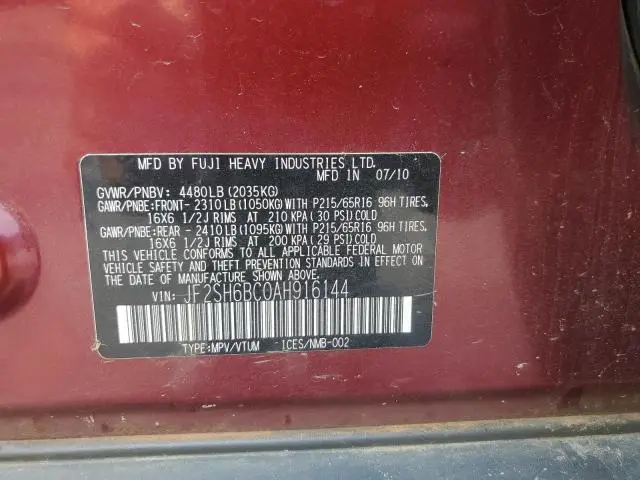 MFD BY FUJI HEAVY INDUSTRIES LTD.
MFD IN 07/10
GVWR/PNBV: 4480LB (2035KG)
GAWR/PNBE:FRONT- 2310LB(1050KG)WITH P215/65R16 96H TIRES,
16X6 1/2J RIMS AT 210 KPA(30 PSI)COLD
GAWR/PNBE:REAR - 2410LB(1095KG)WITH P215/65R16 96H TIRES,
16X6 1/2J RIMS AT 200 KPA(29 PSI)COLD
THIS VEHICLE CONFORMS TO ALL APPLICABLE FEDERAL MOTOR
VEHICLE SAFETY AND THEFT PREVENTION STANDARDS IN EFFECT
ON THE DATE OF MANUFACTURE SHOWN ABOVE.
VIN: JF2SH6BC0AH916144
TYPE:MPV/VTUM ICES/NMB-002